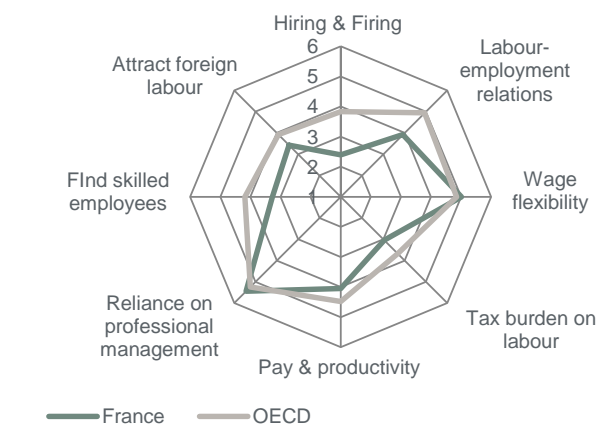 Hiring & Firing
6
5
4
3
2
1
Labour-
employment
relations
Wage
flexibility
Tax burden on
labour
Pay & productivity
Reliance on
professional
management
FInd skilled
employees
Attract foreign
labour
France
OECD